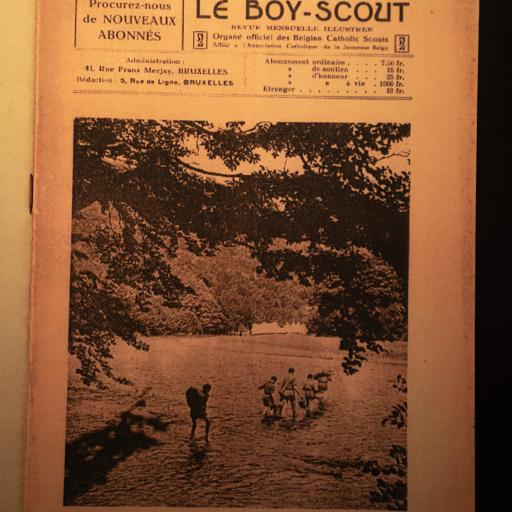 Procurez-nous
de NOUVEAUX
ABONNÉS
LE BOY-SCOUT
REVUE MENSUELLE ILLUSTRÉE
2 Organe officiel des Belgian Catholic Scouts 2
Affilié à l'Association Catholique de la Jeunesse Belge
Administration :
41, Rue Franz Merjay, BRUXELLES
Rédaction : 5, Rue de Ligne, BRUXELLES
Abonnement ordinaire . . . . 7.50 fr.
» de soutien . . . . 15 fr.
» d'honneur . . . . 25 fr.
» » à vie . 1000 fr.
Etranger . . . . . . . . . 19 fr.